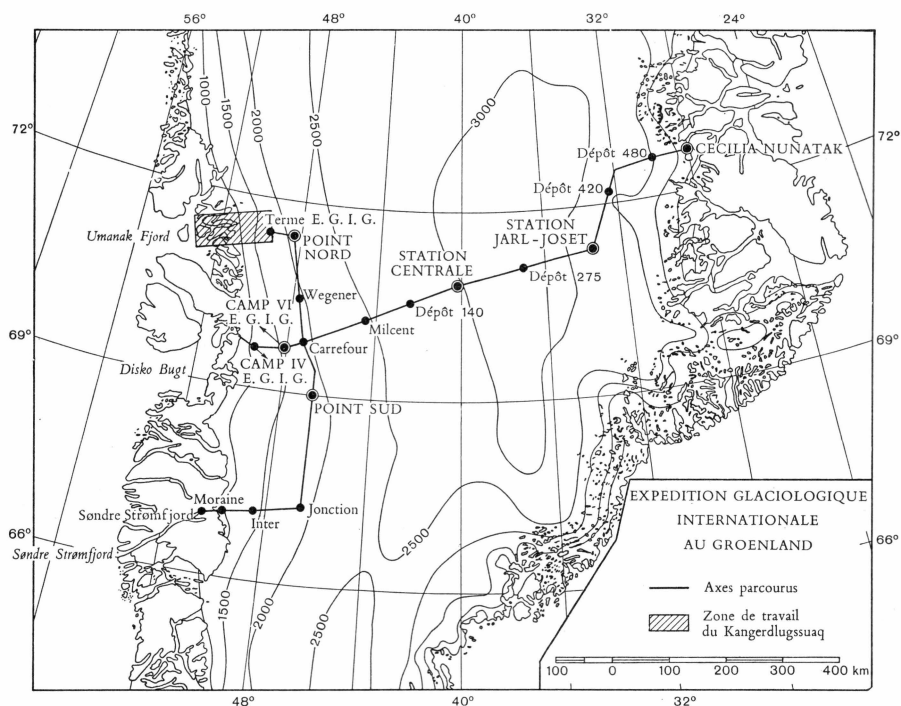 56°
48°
40°
32°
24°
1000
1500
2000
2500
3000
72°
72°
Dépôt 480
CECILIA NUNATAK
Dépôt 420
Terme E. G. I. G.
Umanak Fjord
POINT
NORD
STATION
JARL-JOSET
STATION
CENTRALE
Dépôt 275
Wegener
CAMP VI
E. G. I. G.
Dépôt 140
Milcent
69°
69°
Carrefour
Disko Bugt
CAMP IV
E. G. I. G.
POINT SUD
Moraine
Søndre Strømfjord
Inter
Jonction
66°
66°
Søndre Strømfjord
2500
1500
2000
2500
EXPEDITION GLACIOLOGIQUE
INTERNATIONALE
AU GROENLAND
Axes parcourus
Zone de travail
du Kangerdlugssuaq
100 0 100 200 300 400 km
48°
40°
32°